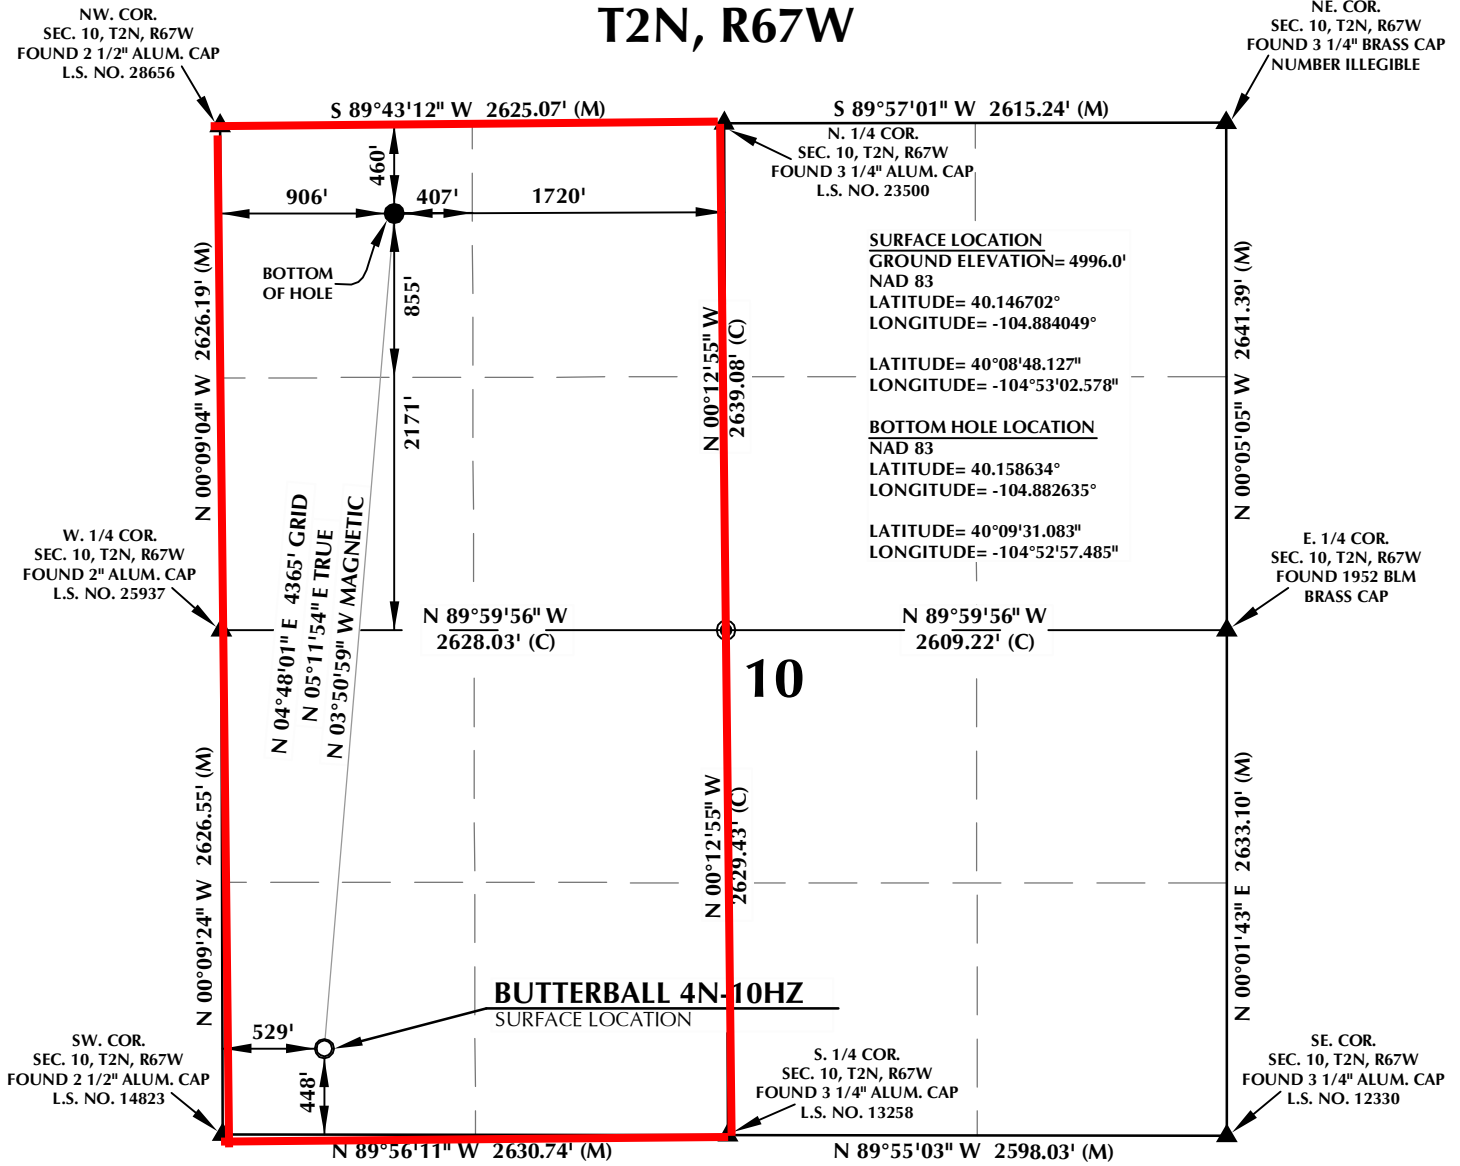 T2N, R67W
NW. COR.
SEC. 10, T2N, R67W
FOUND 2 1/2" ALUM. CAP
L.S. NO. 28656
NE. COR.
SEC. 10, T2N, R67W
FOUND 3 1/4" BRASS CAP
NUMBER ILLEGIBLE
S 89°43'12" W 2625.07' (M)
S 89°57'01" W 2615.24' (M)
N. 1/4 COR.
SEC. 10, T2N, R67W
FOUND 3 1/4" ALUM. CAP
L.S. NO. 23500
460'
906'
407'
1720'
BOTTOM
OF HOLE
855'
2171'
N 00°09'04" W 2626.19' (M)
N 00°12'55" W
2639.08' (C)
SURFACE LOCATION
GROUND ELEVATION= 4996.0'
NAD 83
LATITUDE= 40.146702°
LONGITUDE= -104.884049°
LATITUDE= 40°08'48.127"
LONGITUDE= -104°53'02.578"
BOTTOM HOLE LOCATION
NAD 83
LATITUDE= 40.158634°
LONGITUDE= -104.882635°
LATITUDE= 40°09'31.083"
LONGITUDE= -104°52'57.485"
N 00°05'05" W 2641.39' (M)
W. 1/4 COR.
SEC. 10, T2N, R67W
FOUND 2" ALUM. CAP
L.S. NO. 25937
E. 1/4 COR.
SEC. 10, T2N, R67W
FOUND 1952 BLM
BRASS CAP
N 04°48'01" E 4365' GRID
N 05°11'54" E TRUE
N 03°50'59" W MAGNETIC
N 89°59'56" W
2628.03' (C)
N 89°59'56" W
2609.22' (C)
10
N 00°09'24" W 2626.55' (M)
N 00°12'55" W
2629.43' (C)
N 00°01'43" E 2633.10' (M)
BUTTERBALL 4N-10HZ
SURFACE LOCATION
529'
448'
SW. COR.
SEC. 10, T2N, R67W
FOUND 2 1/2" ALUM. CAP
L.S. NO. 14823
S. 1/4 COR.
SEC. 10, T2N, R67W
FOUND 3 1/4" ALUM. CAP
L.S. NO. 13258
SE. COR.
SEC. 10, T2N, R67W
FOUND 3 1/4" ALUM. CAP
L.S. NO. 12330
N 89°56'11" W 2630.74' (M)
N 89°55'03" W 2598.03' (M)